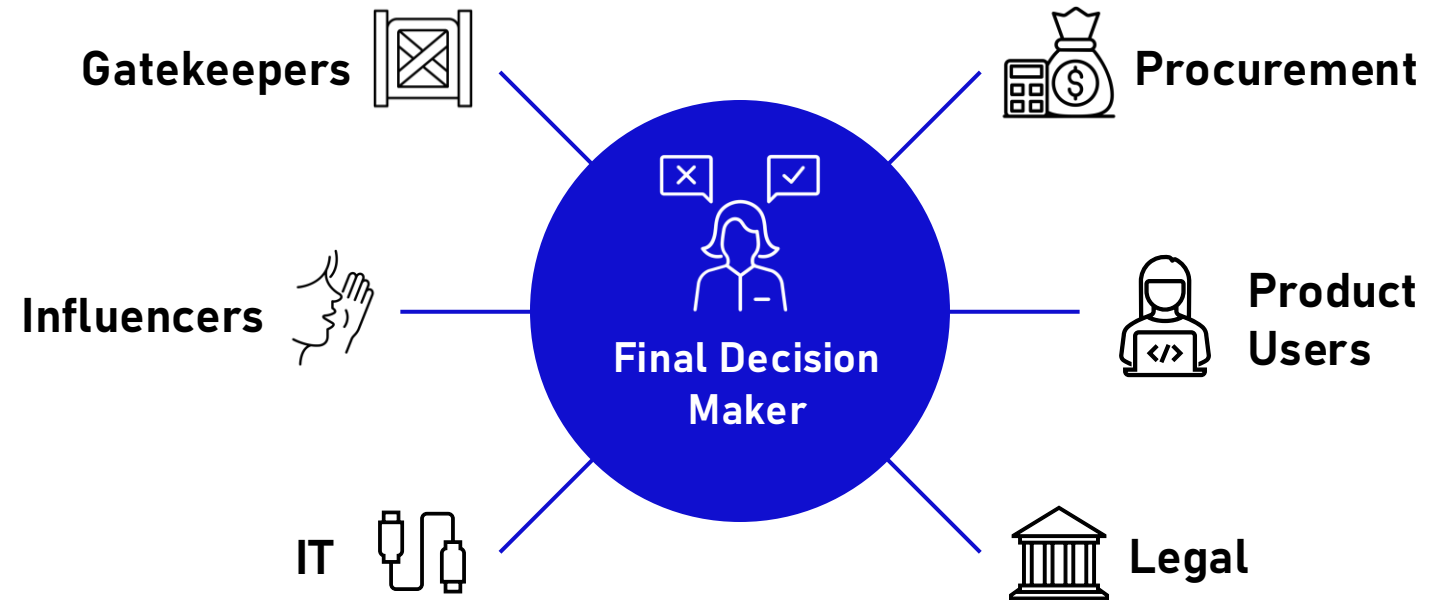 Gatekeepers
Procurement
Influencers
Final Decision
Maker
Product
Users
IT
Legal